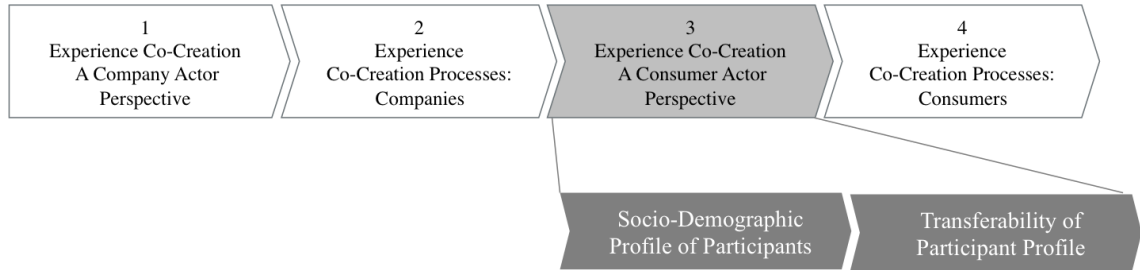 1
Experience Co-Creation
A Company Actor
Perspective
2
Experience
Co-Creation Processes:
Companies
3
Experience Co-Creation
A Consumer Actor
Perspective
4
Experience
Co-Creation Processes:
Consumers
Socio-Demographic
Profile of Participants
Transferability of
Participant Profile